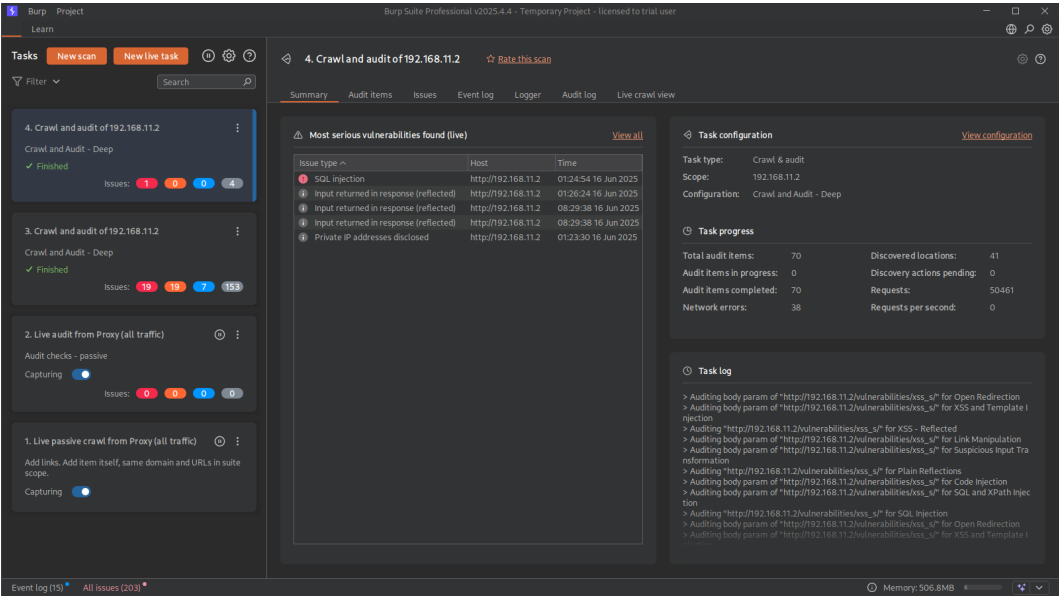 Burp Project Burp Suite Professional v2025.4.4 - Temporary Project - licensed to trial user
Learn
Tasks New scan New live task
Filter Search
4. Crawl and audit of 192.168.11.2
Crawl and Audit - Deep
Finished
Issues: 1 0 0 4
3. Crawl and audit of 192.168.11.2
Crawl and Audit - Deep
Finished
Issues: 19 19 7 153
2. Live audit from Proxy (all traffic)
Audit checks - passive
Capturing
Issues: 0 0 0 0
1. Live passive crawl from Proxy (all traffic)
Add links. Add item itself, same domain and URLs in suite
scope.
Capturing
4. Crawl and audit of 192.168.11.2 Rate this scan
Summary Audit items Issues Event log Logger Audit log Live crawl view
Most serious vulnerabilities found (live) View all
Issue type Host Time
SQL injection http://192.168.11.2 01:24:54 16 Jun 2025
Input returned in response (reflected) http://192.168.11.2 01:26:24 16 Jun 2025
Input returned in response (reflected) http://192.168.11.2 08:29:38 16 Jun 2025
Input returned in response (reflected) http://192.168.11.2 08:29:38 16 Jun 2025
Private IP addresses disclosed http://192.168.11.2 01:23:30 16 Jun 2025
Task configuration View configuration
Task type: Crawl & audit
Scope: 192.168.11.2
Configuration: Crawl and Audit - Deep
Task progress
Total audit items: 70 Discovered locations: 41
Audit items in progress: 0 Discovery actions pending: 0
Audit items completed: 70 Requests: 50461
Network errors: 38 Requests per second: 0
Task log
> Auditing body param of "http://192.168.11.2/vulnerabilities/xss_s/" for Open Redirection
> Auditing body param of "http://192.168.11.2/vulnerabilities/xss_s/" for XSS and Template I
njection
> Auditing "http://192.168.11.2/vulnerabilities/xss_s/" for XSS - Reflected
> Auditing body param of "http://192.168.11.2/vulnerabilities/xss_s/" for Link Manipulation
> Auditing body param of "http://192.168.11.2/vulnerabilities/xss_s/" for Suspicious Input Tra
nsformation
> Auditing "http://192.168.11.2/vulnerabilities/xss_s/" for Plain Reflections
> Auditing body param of "http://192.168.11.2/vulnerabilities/xss_s/" for Code Injection
> Auditing body param of "http://192.168.11.2/vulnerabilities/xss_s/" for SQL and XPath Injec
tion
> Auditing "http://192.168.11.2/vulnerabilities/xss_s/" for SQL Injection
> Auditing body param of "http://192.168.11.2/vulnerabilities/xss_s/" for Open Redirection
> Auditing body param of "http://192.168.11.2/vulnerabilities/xss_s/" for XSS and Template I
Event log (15) All issues (203) Memory: 506.8MB